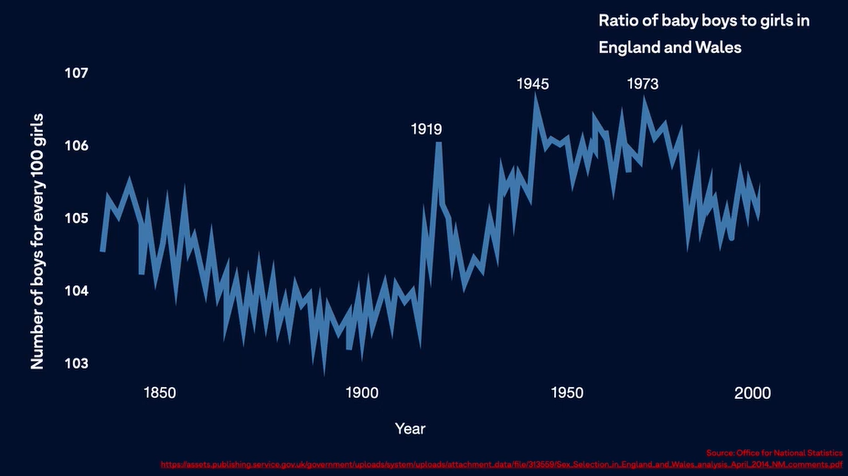 Ratio of baby boys to girls in
England and Wales
Number of boys for every 100 girls
107
106
105
104
103
1919
1945
1973
1850
1900
1950
2000
Year
Source: Office for National Statistics
https://assets.publishing.service.gov.uk/government/uploads/system/uploads/attachment_data/file/313659/Sex_Selection_in_England_and_Wales_analysis_April_2014_NM_comments.pdf